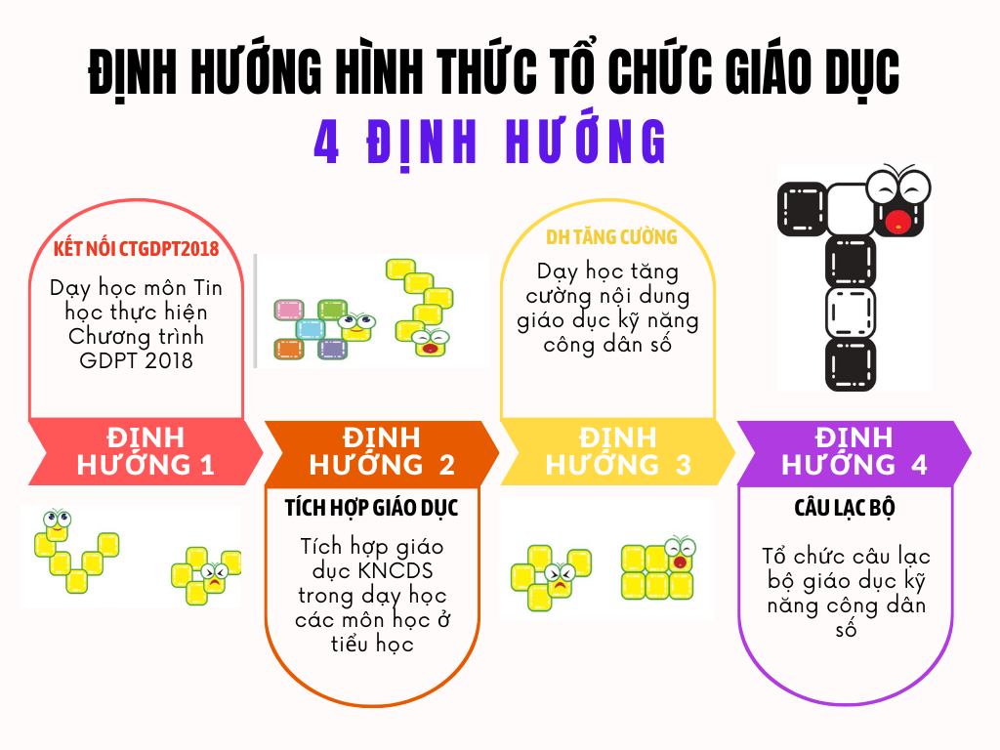 ĐỊNH HƯỚNG HÌNH THỨC TỔ CHỨC GIÁO DỤC
4 ĐỊNH HƯỚNG
KẾT NỐI CTGDPT2018
Dạy học môn Tin
học thực hiện
Chương trình
GDPT 2018
ĐỊNH
HƯỚNG 1
ĐỊNH
HƯỚNG 2
TÍCH HỢP GIÁO DỤC
Tích hợp giáo
dục KNCDS
trong dạy học
các môn học ở
tiểu học
DH TĂNG CƯỜNG
Dạy học tăng
cường nội dung
giáo dục kỹ năng
công dân số
ĐỊNH
HƯỚNG 3
ĐỊNH
HƯỚNG 4
CÂU LẠC BỘ
Tổ chức câu lạc
bộ giáo dục kỹ
năng công dân
số